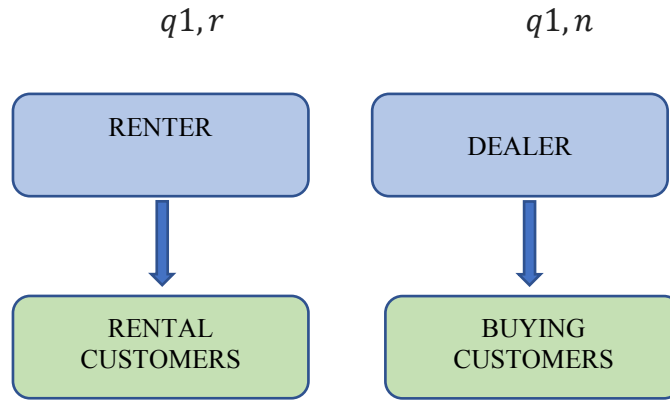 q1, r
q1, n
RENTER
DEALER
RENTAL
CUSTOMERS
BUYING
CUSTOMERS